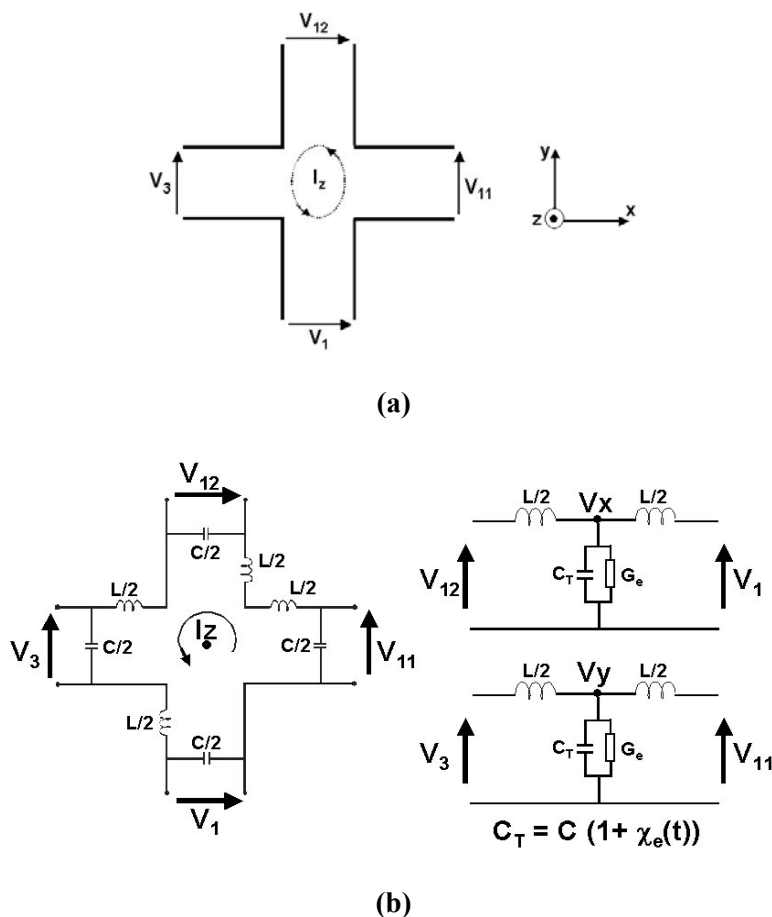 V12
V3
Iz
V11
y
z
x
V1
(a)
V12
C/2
L/2
L/2
L/2
V3
C/2
Iz
C/2
V11
L/2
C/2
V1
L/2
Vx
L/2
V12
CT
Ge
V1
L/2
Vy
L/2
V3
CT
Ge
V11
CT = C (1+ χe(t))
(b)